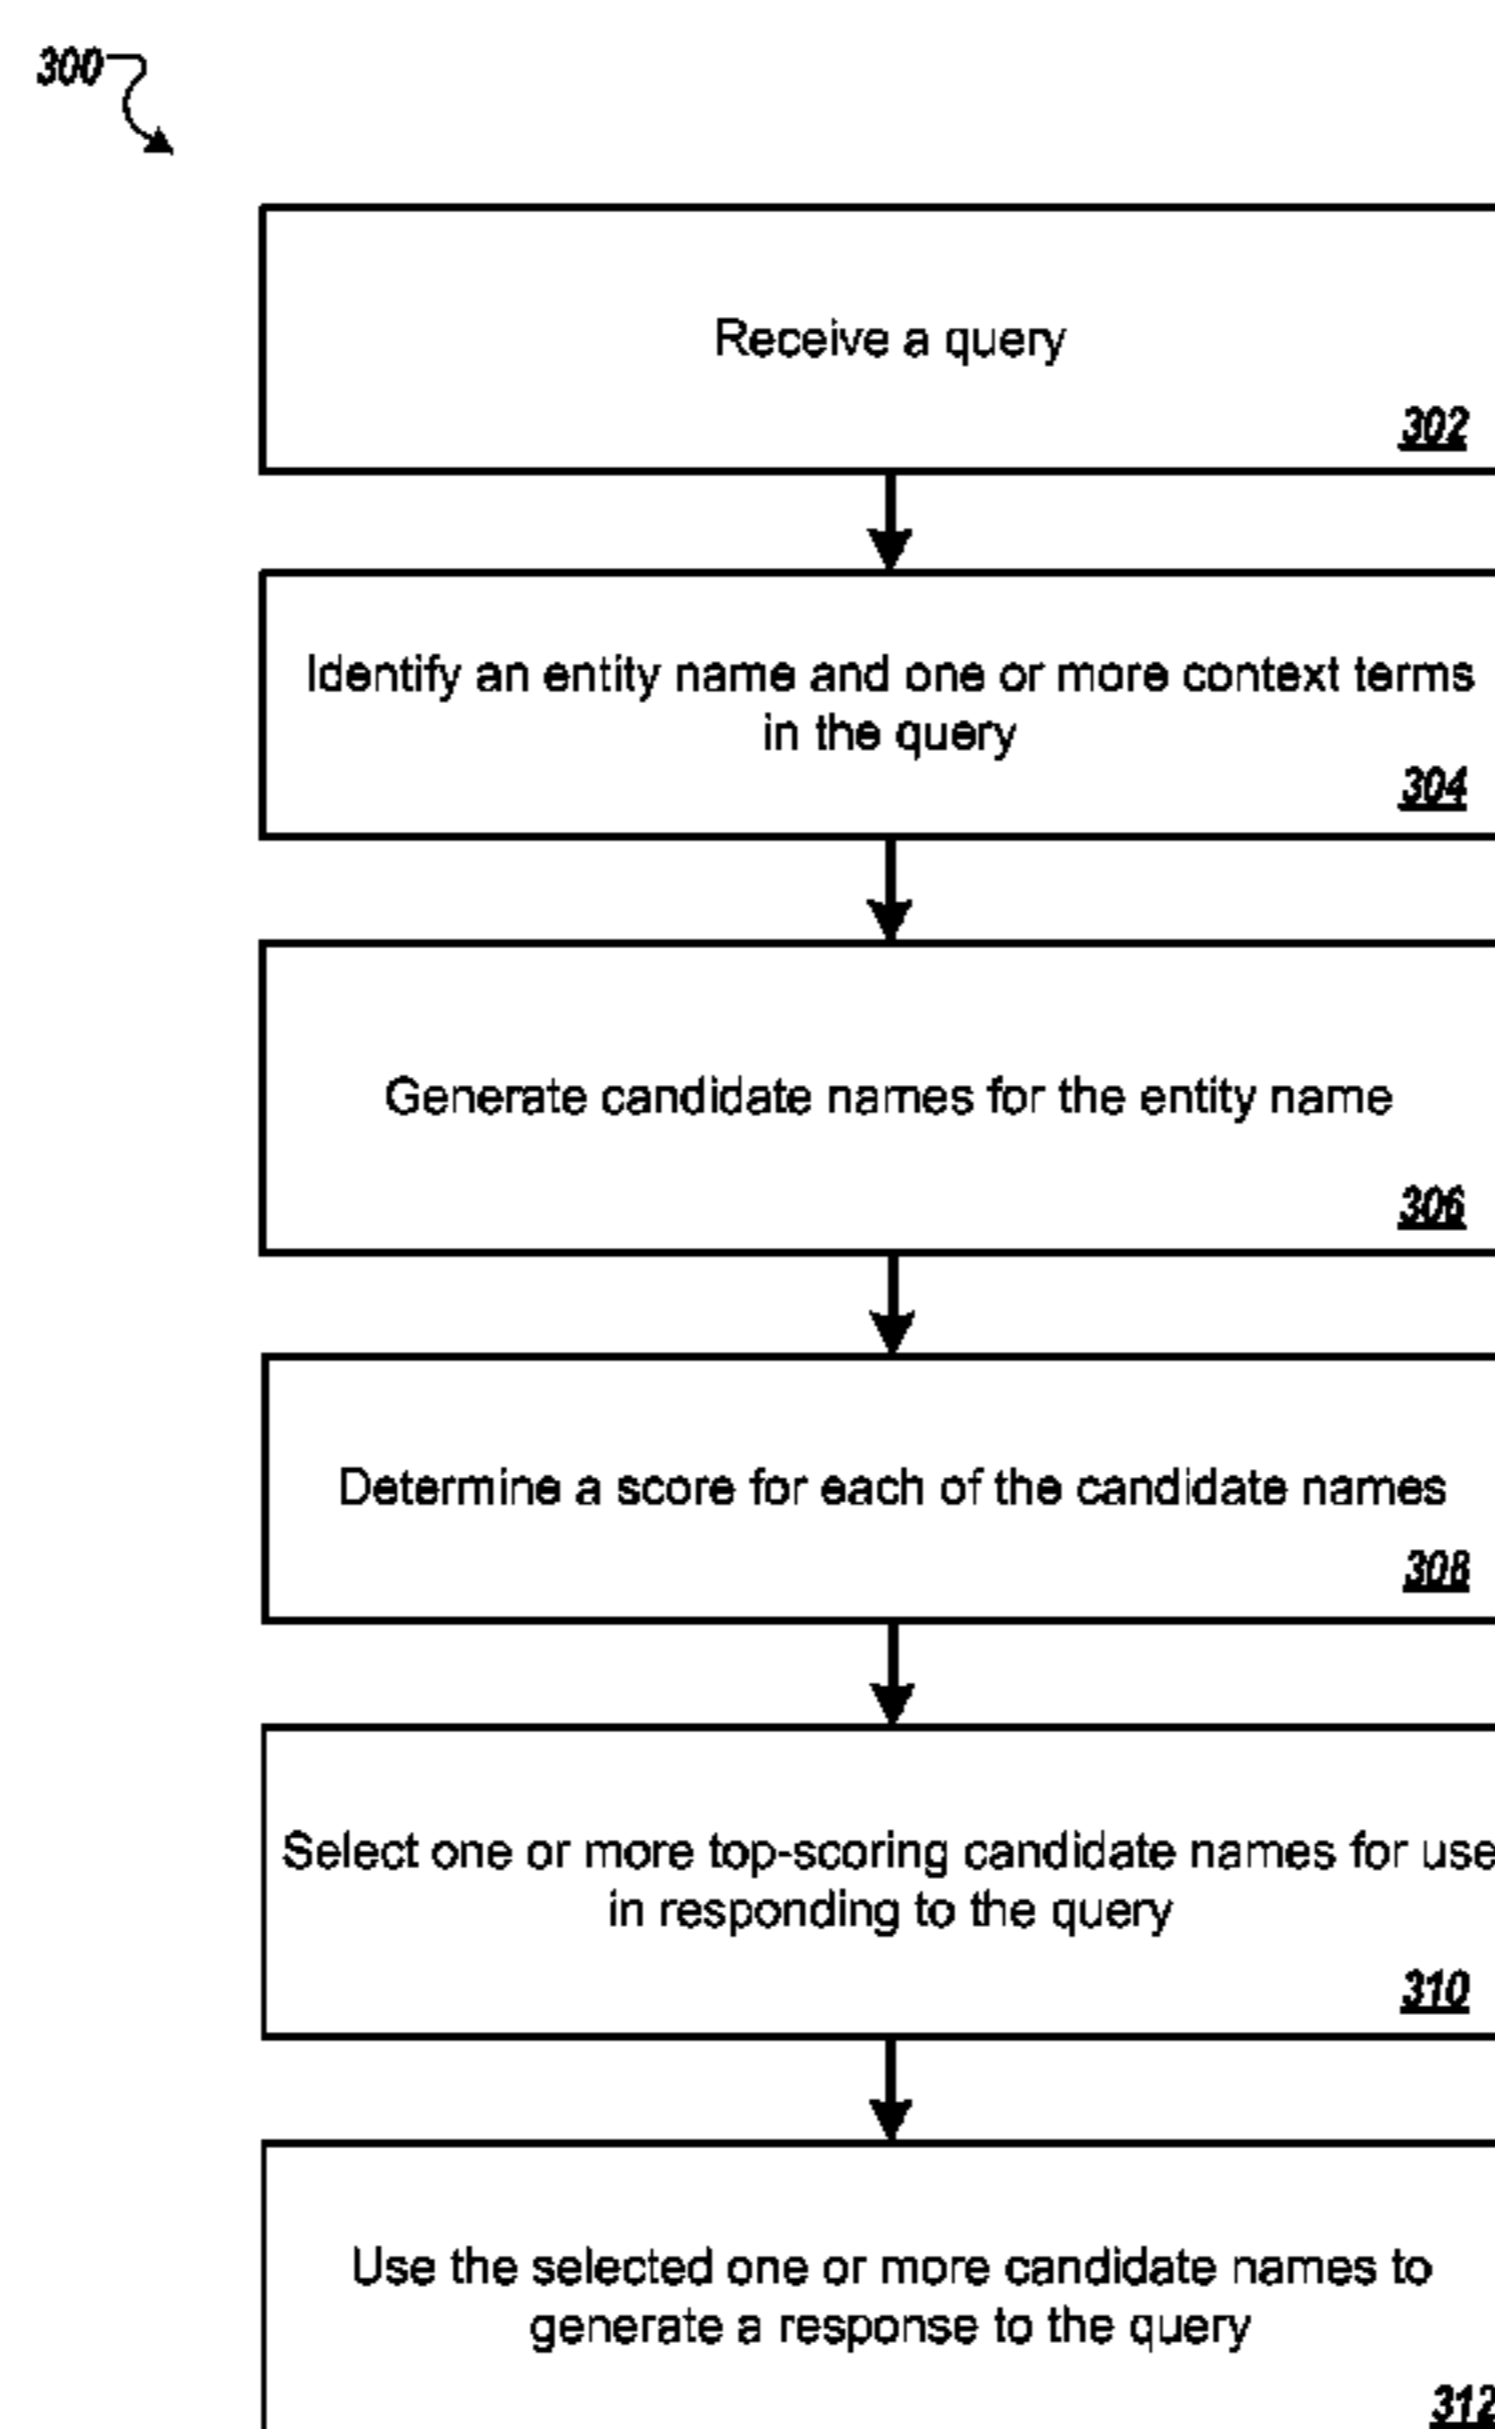 300
Receive a query
302
Identify an entity name and one or more context terms
in the query
304
Generate candidate names for the entity name
306
Determine a score for each of the candidate names
308
Select one or more top-scoring candidate names for use
in responding to the query
310
Use the selected one or more candidate names to
generate a response to the query
312